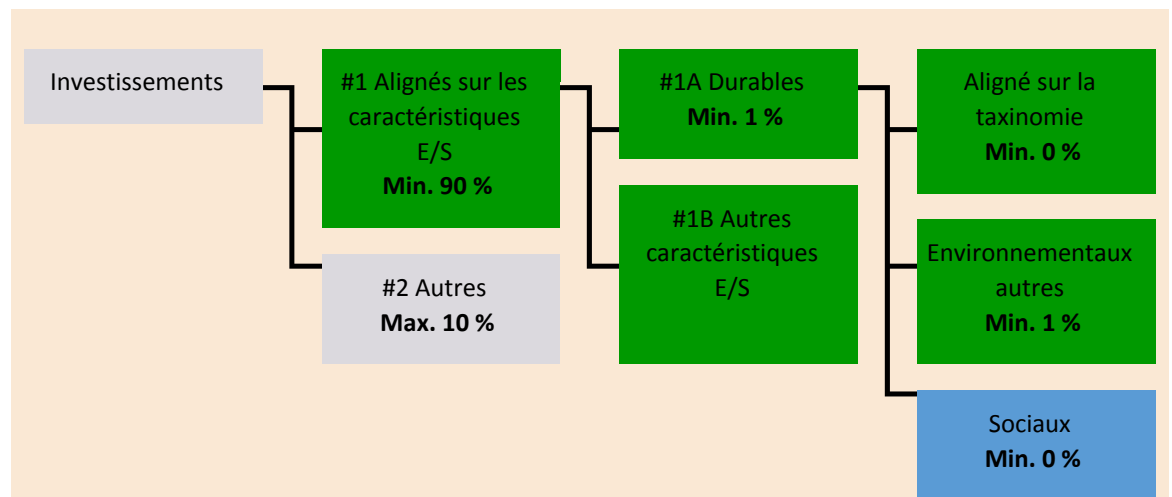 Investissements
#1 Alignés sur les
caractéristiques
E/S
Min. 90 %
#2 Autres
Max. 10 %
#1A Durables
Min. 1 %
#1B Autres
caractéristiques
E/S
Aligné sur la
taxinomie
Min. 0 %
Environnementaux
autres
Min. 1 %
Sociaux
Min. 0 %